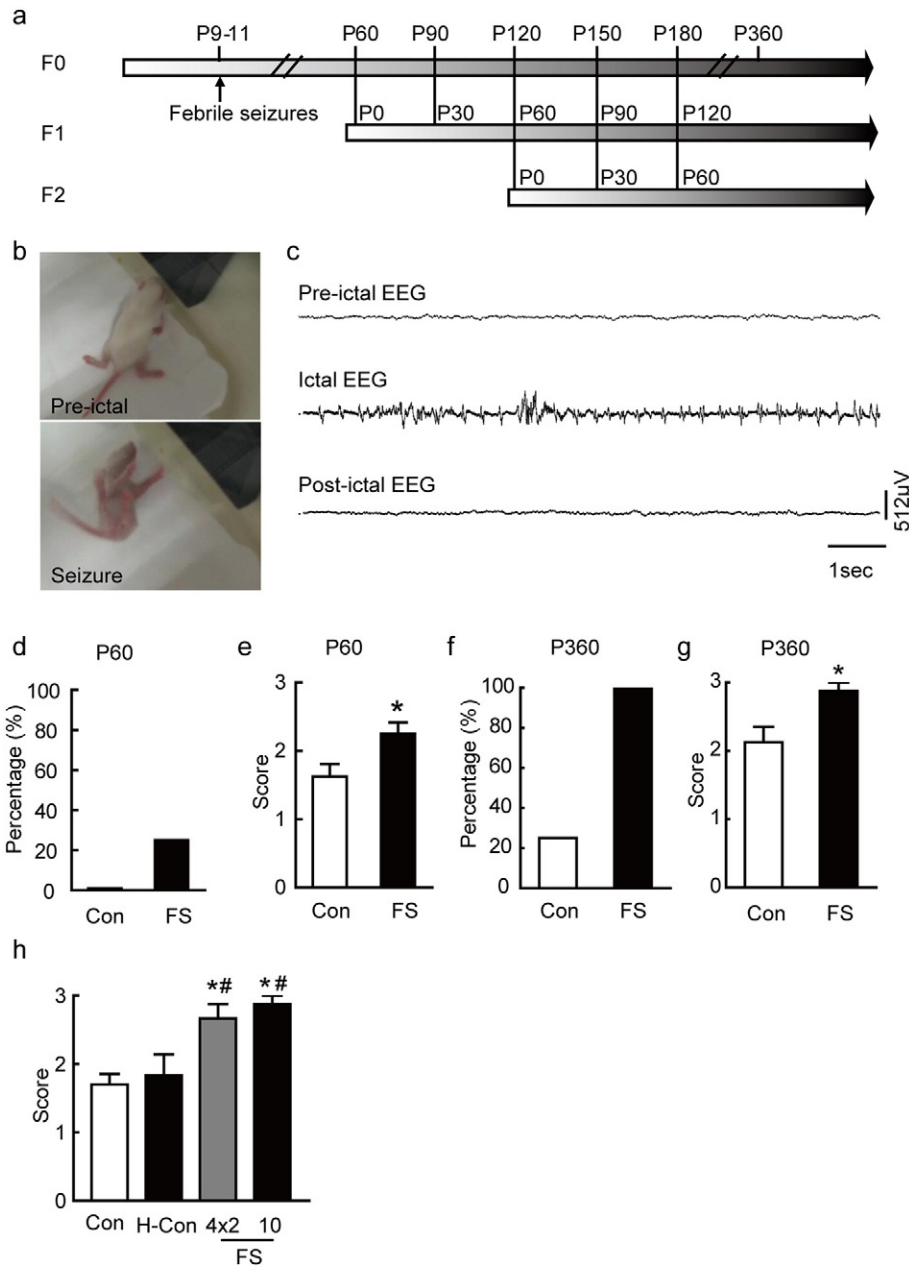 a
P9-11 P60 P90 P120 P150 P180 P360
F0
Febrile seizures
P0 P30 P60 P90 P120
F1
P0 P30 P60
F2
b
Pre-ictal
Seizure
c
Pre-ictal EEG
Ictal EEG
Post-ictal EEG
512µV
1sec
d
P60
Percentage (%)
100
80
60
40
20
0
Con FS
e
P60
Score
3
2
1
0
*
Con FS
f
P360
Percentage (%)
100
80
60
40
20
0
Con FS
g
P360
Score
3
2
1
0
*
Con FS
h
Score
3
2
1
0
*# *#
Con H-Con 4x2 10
FS